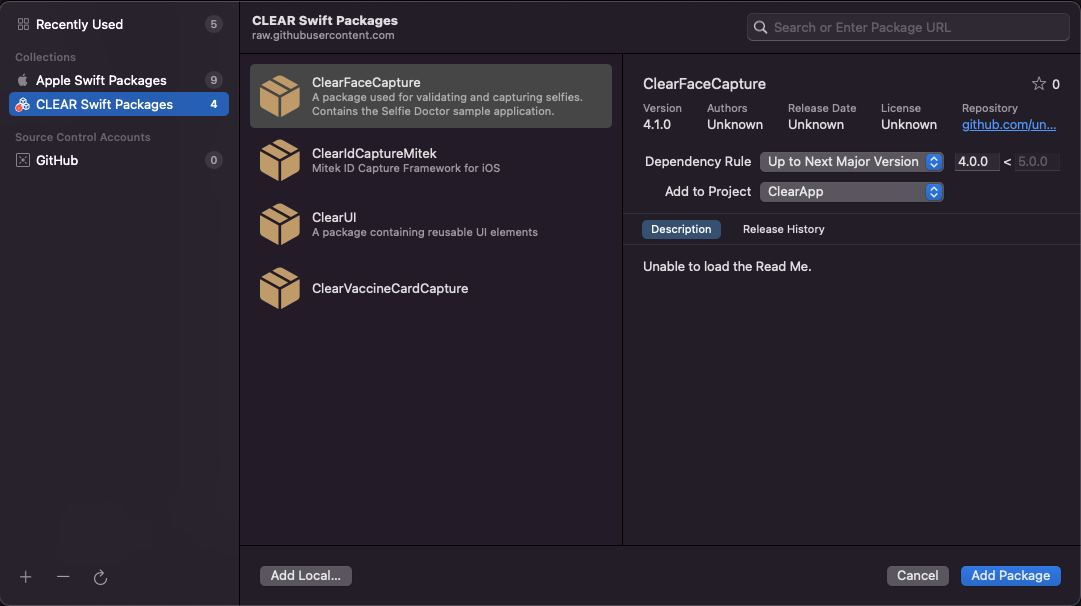 Recently Used 5
Collections
Apple Swift Packages 9
CLEAR Swift Packages 4
Source Control Accounts
GitHub 0
CLEAR Swift Packages
raw.githubusercontent.com
Search or Enter Package URL
ClearFaceCapture
A package used for validating and capturing selfies.
Contains the Selfie Doctor sample application.
ClearIdCaptureMitek
Mitek ID Capture Framework for iOS
ClearUI
A package containing reusable UI elements
ClearVaccineCardCapture
ClearFaceCapture 0
Version Authors Release Date License Repository
4.1.0 Unknown Unknown Unknown github.com/un...
Dependency Rule Up to Next Major Version 4.0.0 < 5.0.0
Add to Project ClearApp
Description Release History
Unable to load the Read Me.
Add Local... Cancel Add Package